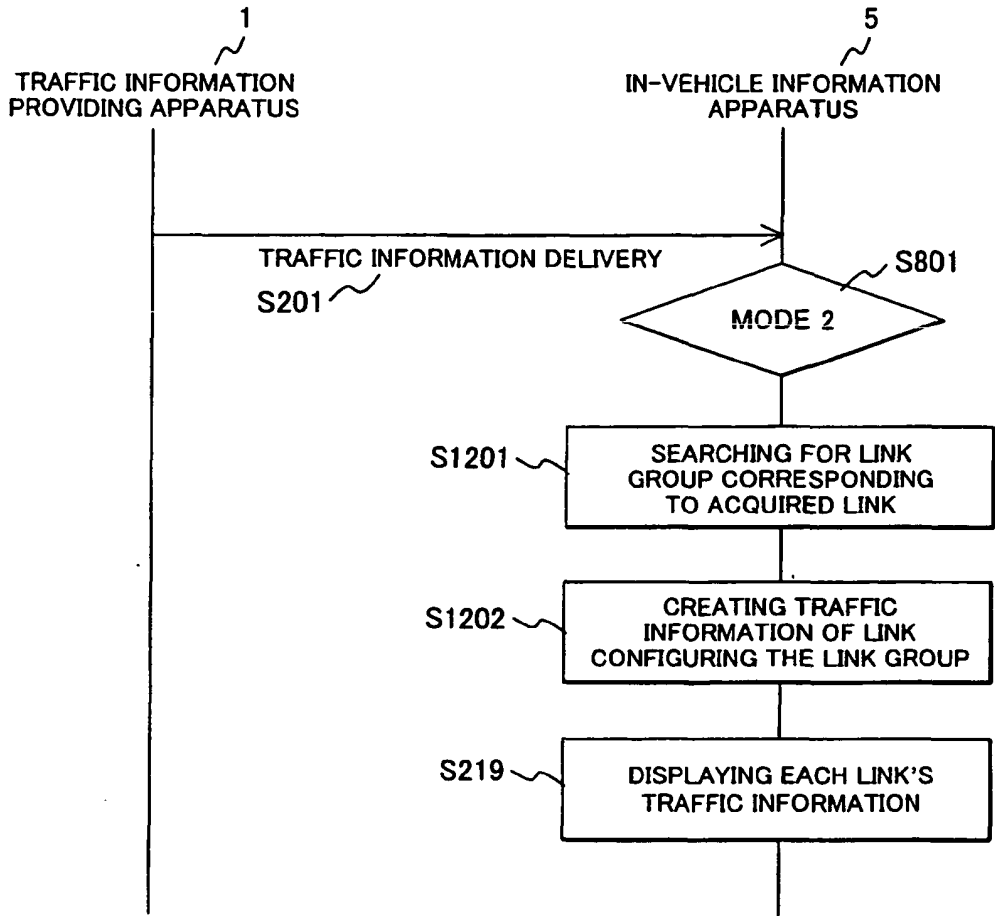 1
TRAFFIC INFORMATION
PROVIDING APPARATUS
5
IN-VEHICLE INFORMATION
APPARATUS
TRAFFIC INFORMATION DELIVERY
S201
S801
MODE 2
S1201
SEARCHING FOR LINK
GROUP CORRESPONDING
TO ACQUIRED LINK
S1202
CREATING TRAFFIC
INFORMATION OF LINK
CONFIGURING THE LINK GROUP
S219
DISPLAYING EACH LINK'S
TRAFFIC INFORMATION